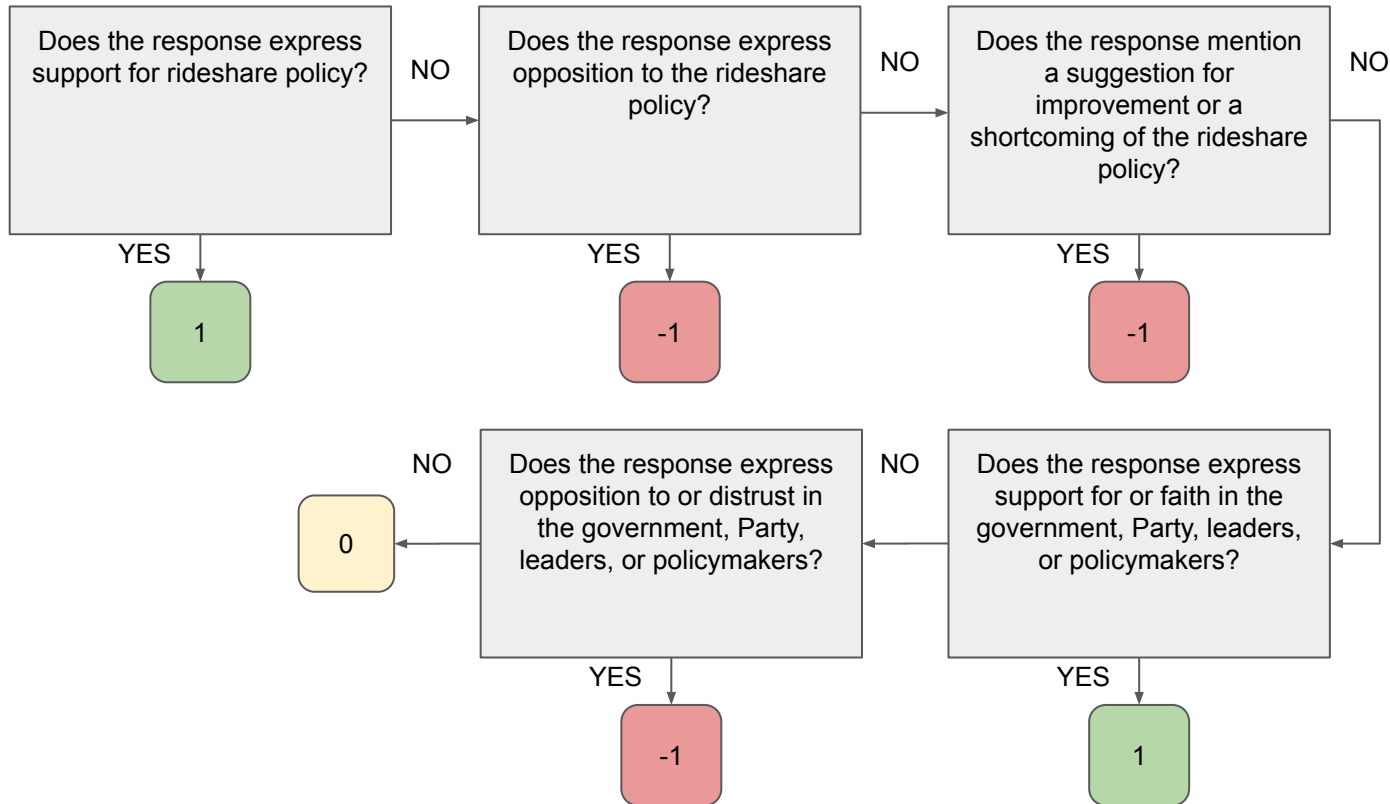 Does the response express
support for rideshare policy?
NO
YES
1
Does the response express
opposition to the rideshare
policy?
NO
YES
-1
Does the response mention
a suggestion for
improvement or a
shortcoming of the rideshare
policy?
NO
YES
-1
Does the response express
support for or faith in the
government, Party, leaders,
or policymakers?
NO
YES
1
Does the response express
opposition to or distrust in
the government, Party,
leaders, or policymakers?
NO
YES
-1
0